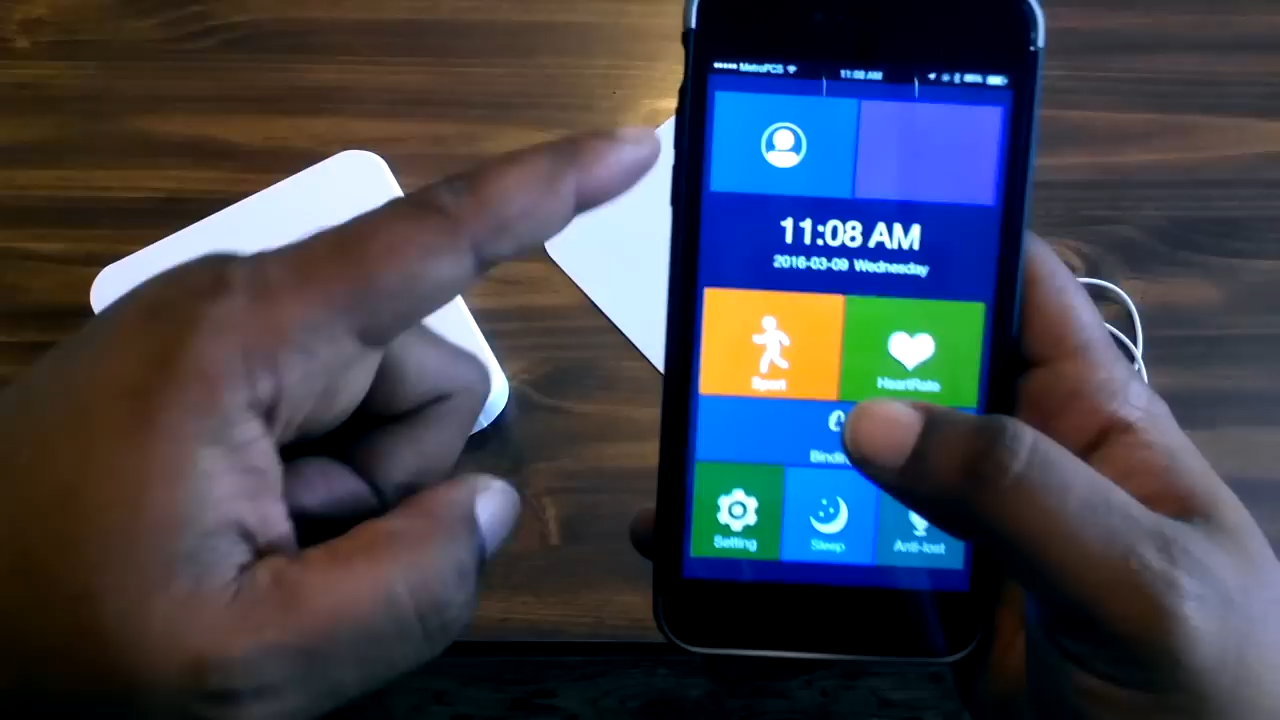 MetroPCS 11:08 AM
11:08 AM
2016-03-09 Wednesday
Sport HeartRate
Setting Sleep Anti-lost